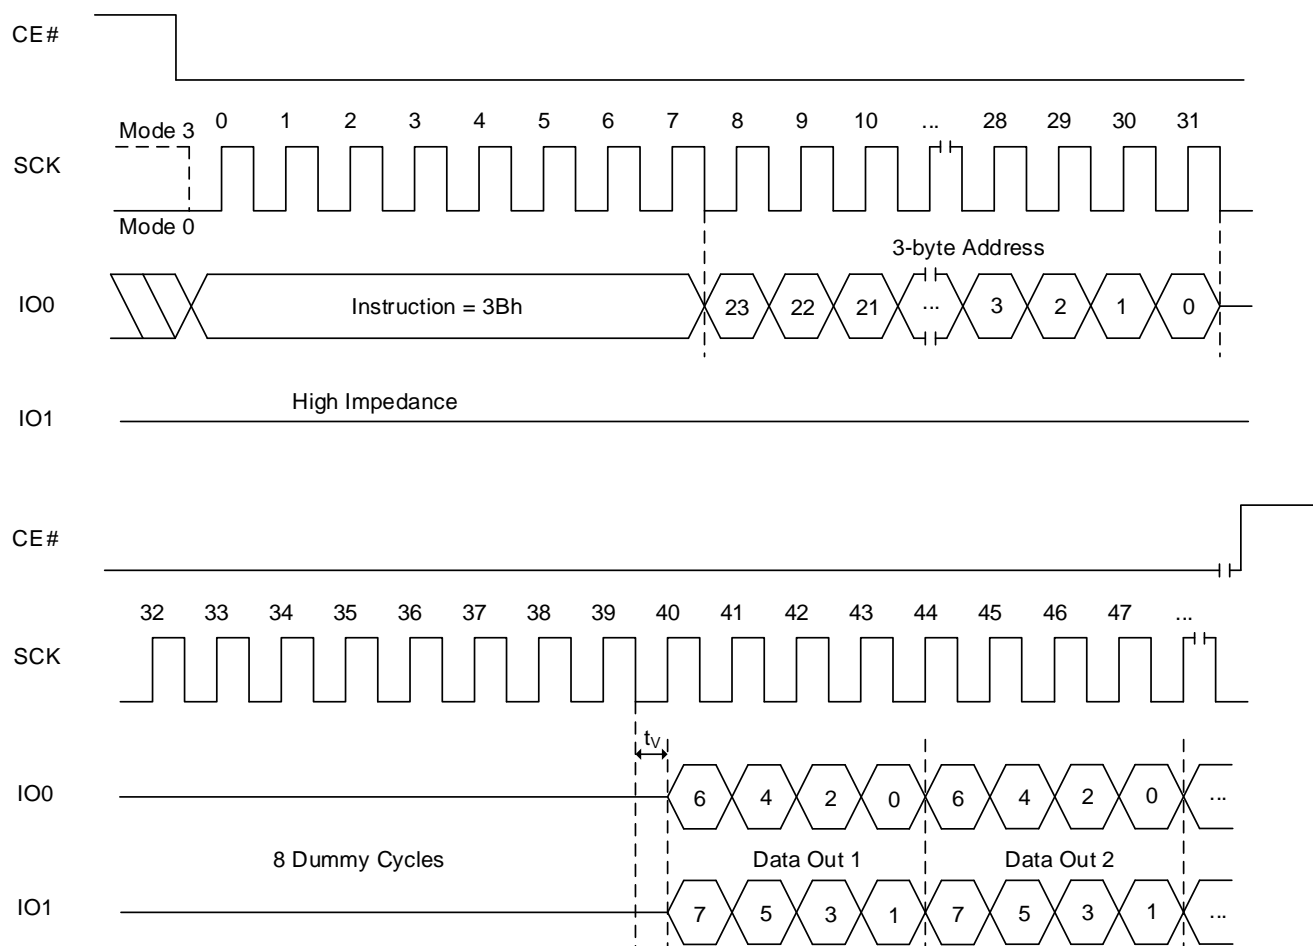 CE#
Mode 3 0 1 2 3 4 5 6 7 8 9 10 ... 28 29 30 31
SCK
Mode 0
3-byte Address
IO0 Instruction = 3Bh 23 22 21 ... 3 2 1 0
High Impedance
IO1
CE#
32 33 34 35 36 37 38 39 40 41 42 43 44 45 46 47 ...
SCK
tV
IO0 6 4 2 0 6 4 2 0 ...
8 Dummy Cycles Data Out 1 Data Out 2
IO1 7 5 3 1 7 5 3 1 ...